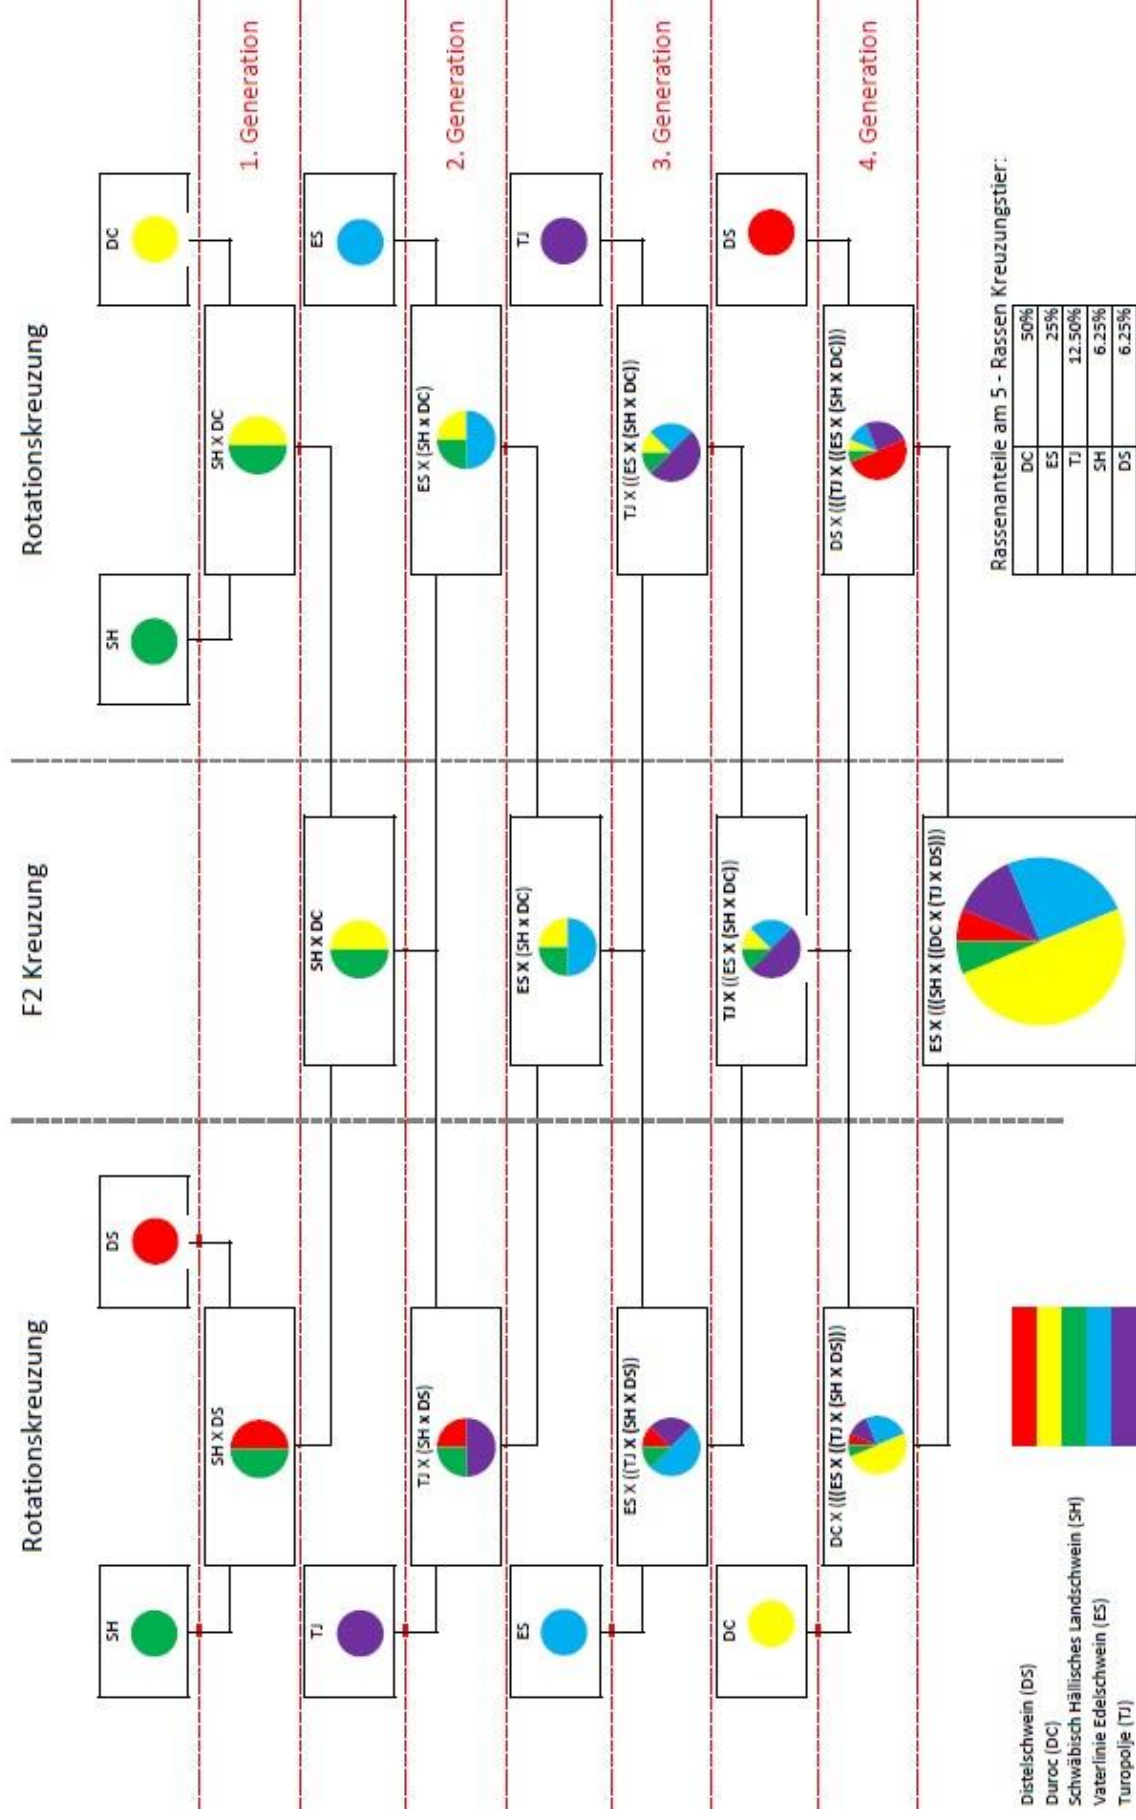 Rotationskreuzung
F2 Kreuzung
Rotationskreuzung
SH
DS
SH
DC
SH X DS
SH X DC
1. Generation
TJ
SH X DC
ES
TJ X (SH x DS)
ES X (SH x DC)
2. Generation
ES
ES X (SH x DC)
TJ
ES X ((TJ X (SH X DS))
TJ X ((ES X (SH X DC))
3. Generation
DC
TJ X ((ES X (SH X DC))
DS
DC X (((ES X ((TJ X (SH X DS)))
DS X (((TJ X ((ES X (SH X DC)))
4. Generation
ES X (((SH X ((DC X (TJ X DS)))
Distelschwein (DS)
Duroc (DC)
Schwäbisch Hällisches Landschwein (SH)
Vaterlinie Edelschwein (ES)
Turopolje (TJ)
Rassenanteile am 5 - Rassen Kreuzungstier:
DC 50%
ES 25%
TJ 12.50%
SH 6.25%
DS 6.25%